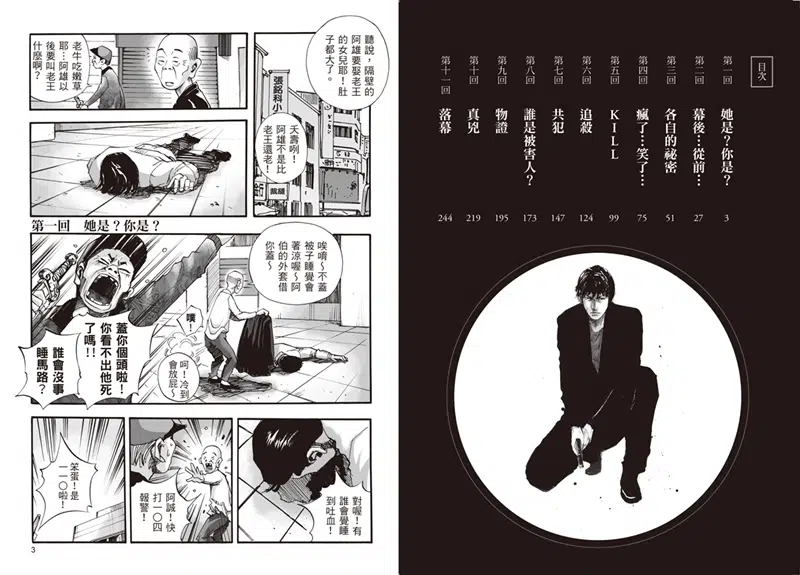 目次
第一回 她是？你是？ 3
第二回 幕後…從前… 27
第三回 各自的祕密 51
第四回 瘋了…笑了… 75
第五回 KILL 99
第六回 追殺 124
第七回 共犯 147
第八回 誰是被害人？ 173
第九回 物證 195
第十回 真兇 219
第十一回 落幕 244
聽說，隔壁的
阿雄要娶老王
的女兒耶！肚
子都大了。
張銘科小
裁縫
夭壽咧！
阿雄不是比
老王還老！
老牛吃嫩草
耶…阿雄以
後要叫老王
什麼啊？
第一回 她是？你是？
唉唷～不蓋
被子睡覺會
著涼喔～阿
伯的外套借
你蓋～
噗！
呵！冷到
會放屁！
蓋你個頭啦！
你看不出他死
了嗎！！
誰會沒事
睡馬路？
對喔！有
誰會覺睡
到吐血！
阿誠！快
打一〇四
報警！
笨蛋！是
一一〇啦！
3